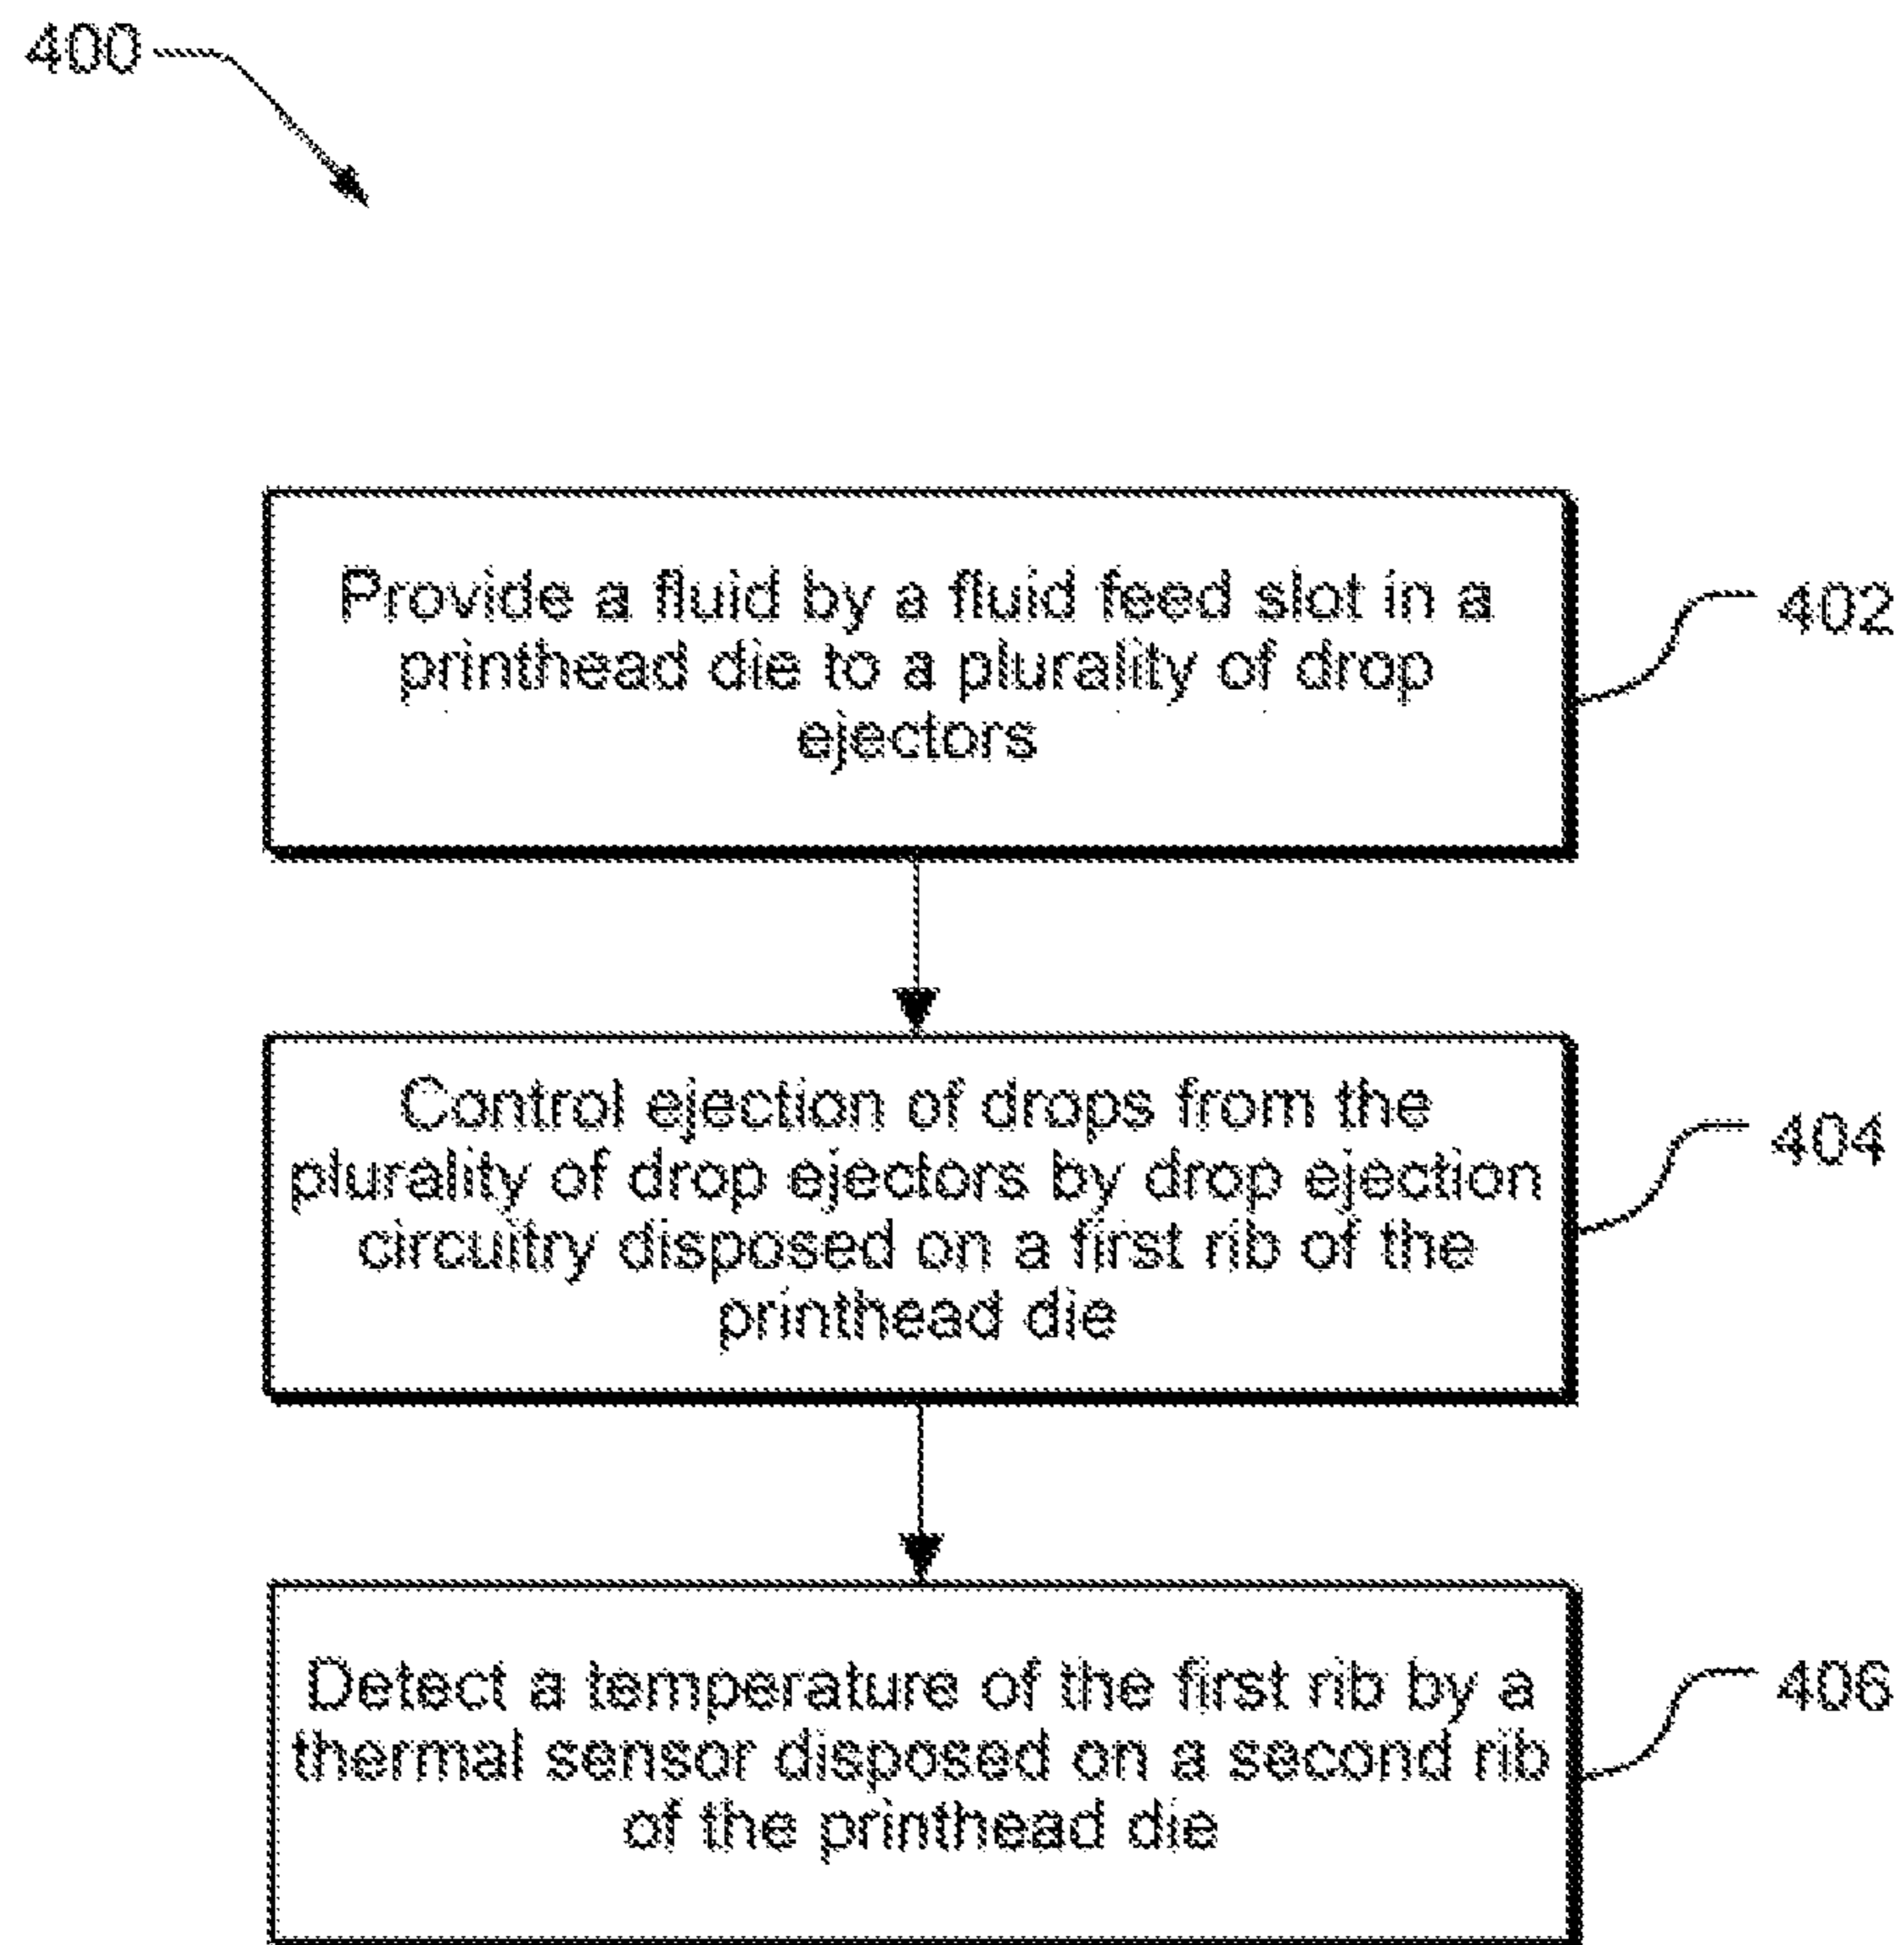 400
Provide a fluid by a fluid feed slot in a
printhead die to a plurality of drop
ejectors
402
Control ejection of drops from the
plurality of drop ejectors by drop ejection
circuitry disposed on a first rib of the
printhead die
404
Detect a temperature of the first rib by a
thermal sensor disposed on a second rib
of the printhead die
406